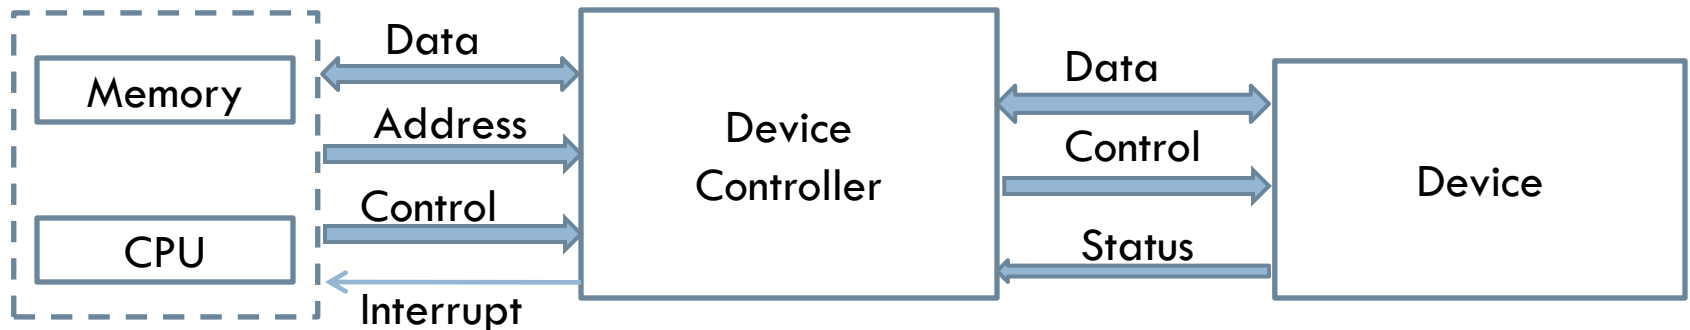 Memory
CPU
Data
Address
Control
Interrupt
Device
Controller
Data
Control
Status
Device